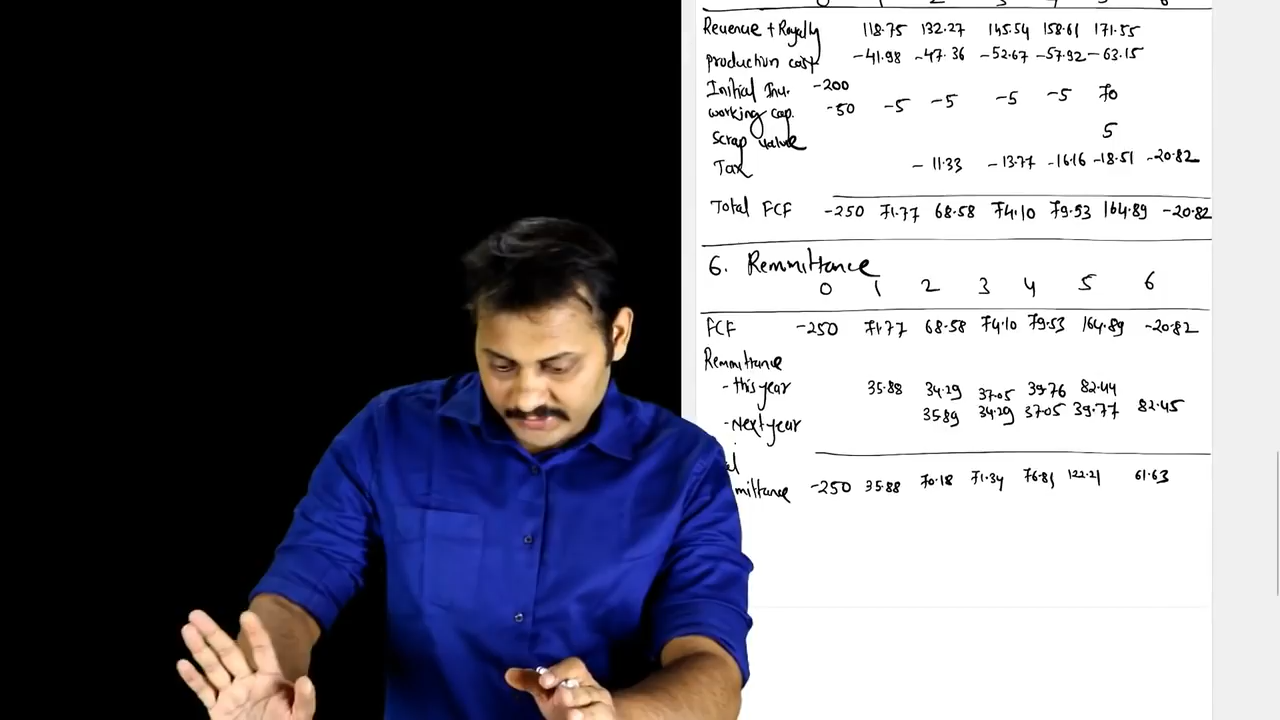 Revenue + Royalty 118.75 132.27 145.54 158.61 171.55
production cost -41.98 -47.36 -52.67 -57.92 -63.15
Initial Inv. -200
working cap. -50 -5 -5 -5 -5 70
Scrap value 5
Tax -11.33 -13.77 -16.16 -18.51 -20.82
Total FCF -250 71.77 68.58 74.10 79.53 164.89 -20.82
6. Remmittance
0 1 2 3 4 5 6
FCF -250 71.77 68.58 74.10 79.53 164.89 -20.82
Remmittance
- this year 35.88 34.29 37.05 39.76 82.44
- Next year 35.89 34.29 37.05 39.77 82.45
mittance -250 35.88 70.18 71.34 76.81 122.21 61.63